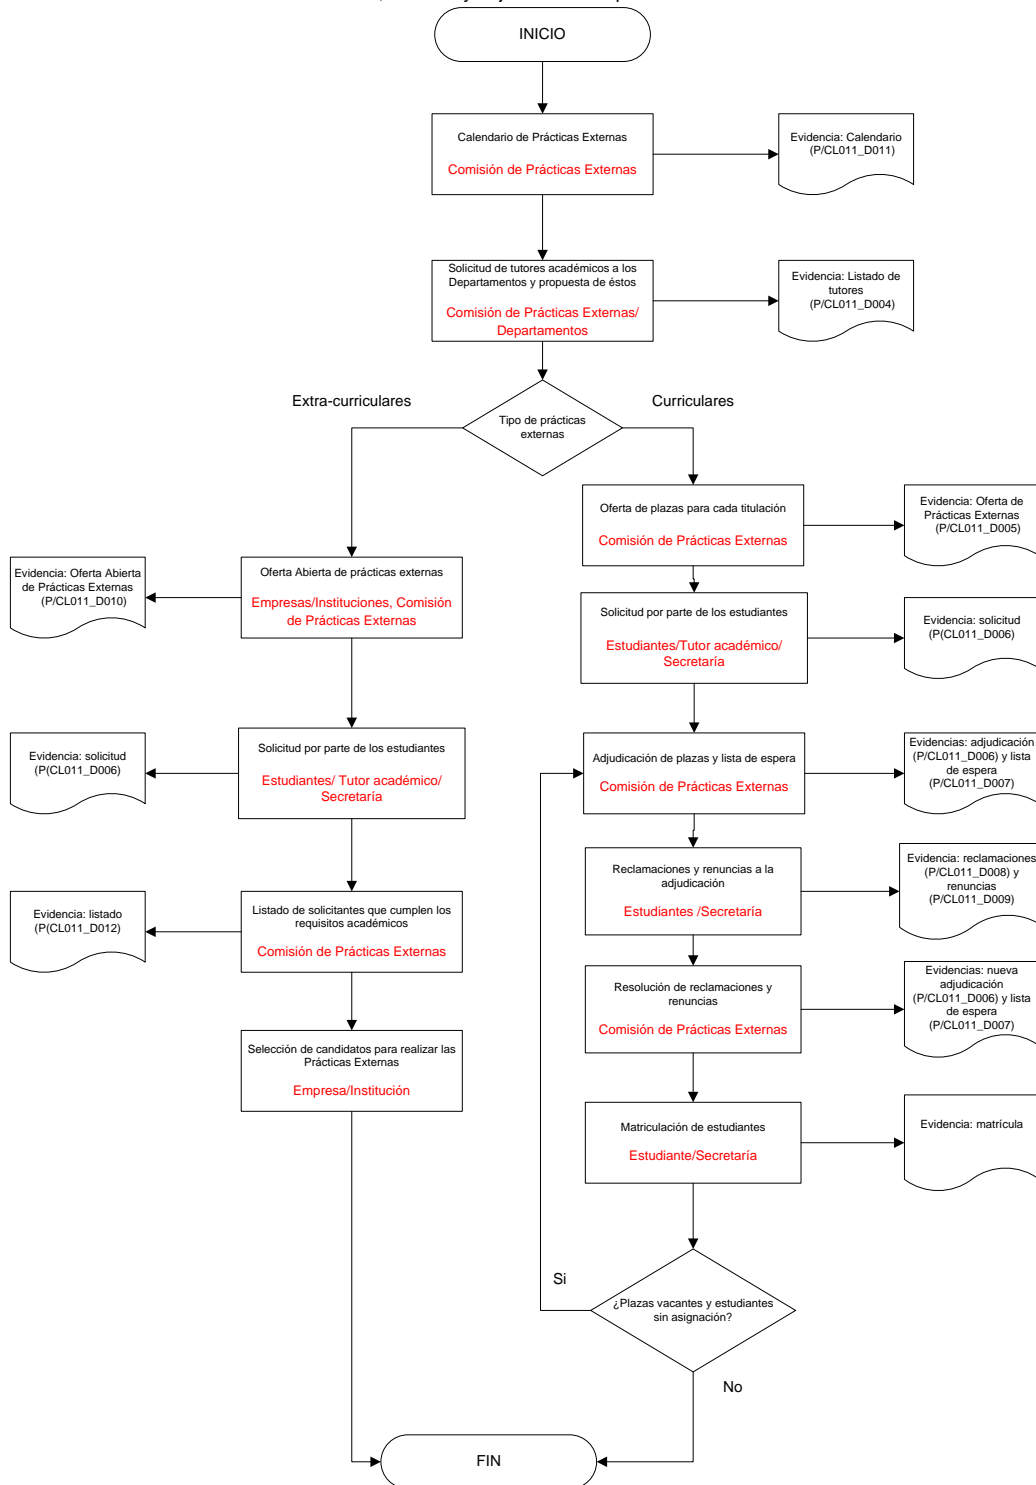 INICIO
Calendario de Prácticas Externas
Comisión de Prácticas Externas
Evidencia: Calendario
(P/CL011_D011)
Solicitud de tutores académicos a los
Departamentos y propuesta de éstos
Comisión de Prácticas Externas/
Departamentos
Evidencia: Listado de
tutores
(P/CL011_D004)
Extra-curriculares
Curriculares
Tipo de prácticas
externas
Oferta de plazas para cada titulación
Comisión de Prácticas Externas
Evidencia: Oferta de
Prácticas Externas
(P/CL011_D005)
Evidencia: Oferta Abierta
de Prácticas Externas
(P/CL011_D010)
Oferta Abierta de prácticas externas
Empresas/Instituciones, Comisión
de Prácticas Externas
Solicitud por parte de los estudiantes
Estudiantes/Tutor académico/
Secretaría
Evidencia: solicitud
(P(CL011_D006)
Evidencia: solicitud
(P(CL011_D006)
Solicitud por parte de los estudiantes
Estudiantes/ Tutor académico/
Secretaría
Adjudicación de plazas y lista de espera
Comisión de Prácticas Externas
Evidencias: adjudicación
(P/CL011_D006) y lista
de espera
(P/CL011_D007)
Reclamaciones y renuncias a la
adjudicación
Estudiantes /Secretaría
Evidencia: reclamaciones
(P/CL011_D008) y
renuncias
(P/CL011_D009)
Evidencia: listado
(P(CL011_D012)
Listado de solicitantes que cumplen los
requisitos académicos
Comisión de Prácticas Externas
Resolución de reclamaciones y
renuncias
Comisión de Prácticas Externas
Evidencias: nueva
adjudicación
(P/CL011_D006) y lista
de espera
(P/CL011_D007)
Selección de candidatos para realizar las
Prácticas Externas
Empresa/Institución
Matriculación de estudiantes
Estudiante/Secretaría
Evidencia: matrícula
Si
¿Plazas vacantes y estudiantes
sin asignación?
No
FIN